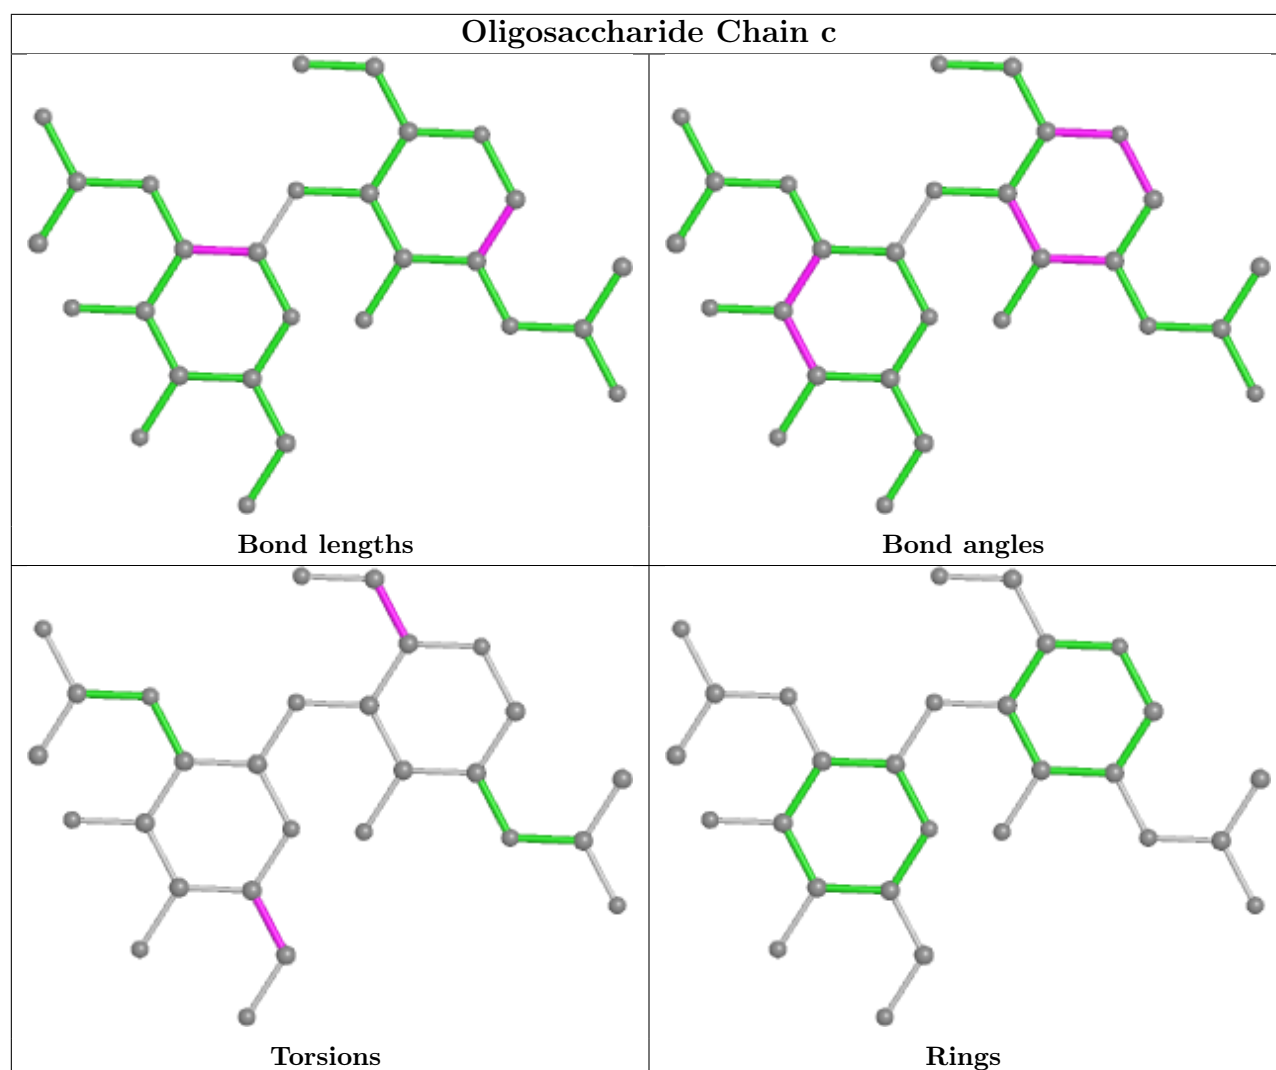 Oligosaccharide Chain c
Bond lengths
Bond angles
Torsions
Rings